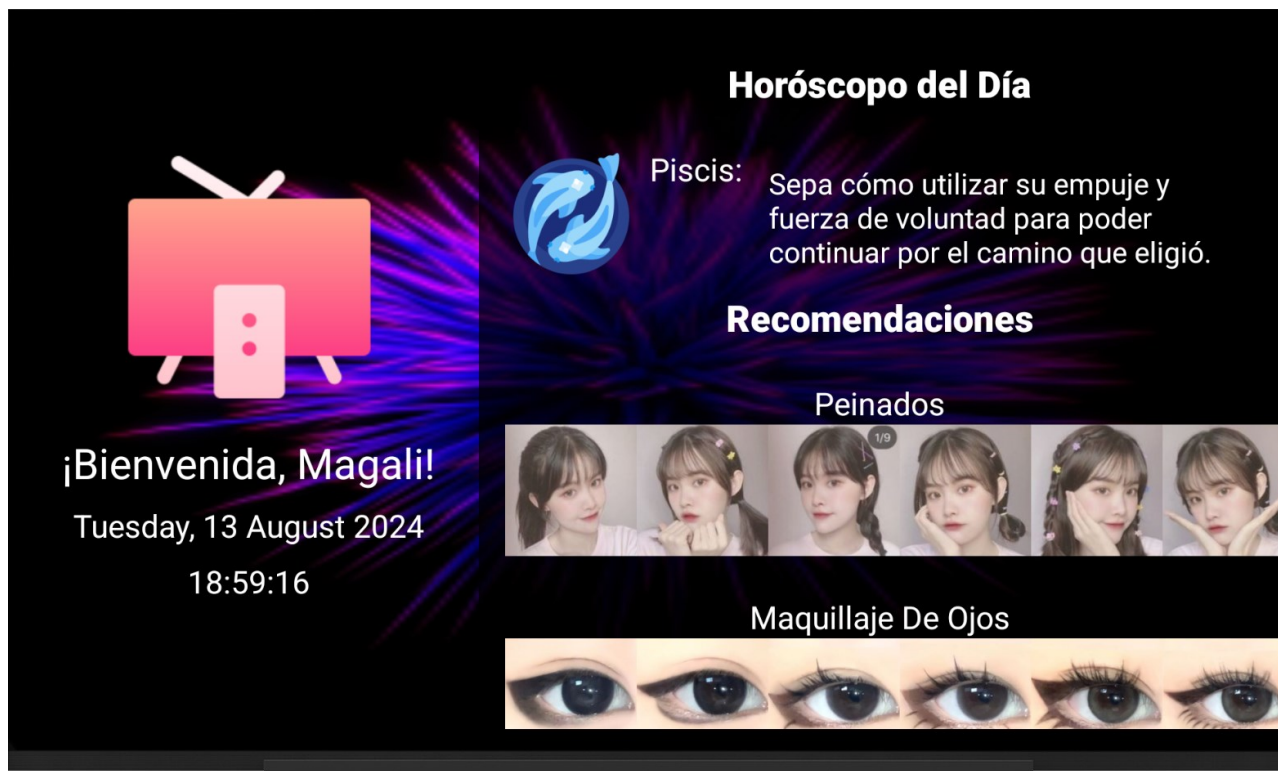 ¡Bienvenida, Magali!
Tuesday, 13 August 2024
18:59:16
Horóscopo del Día
Piscis:
Sepa cómo utilizar su empuje y
fuerza de voluntad para poder
continuar por el camino que eligió.
Recomendaciones
Peinados
1/9
Maquillaje De Ojos